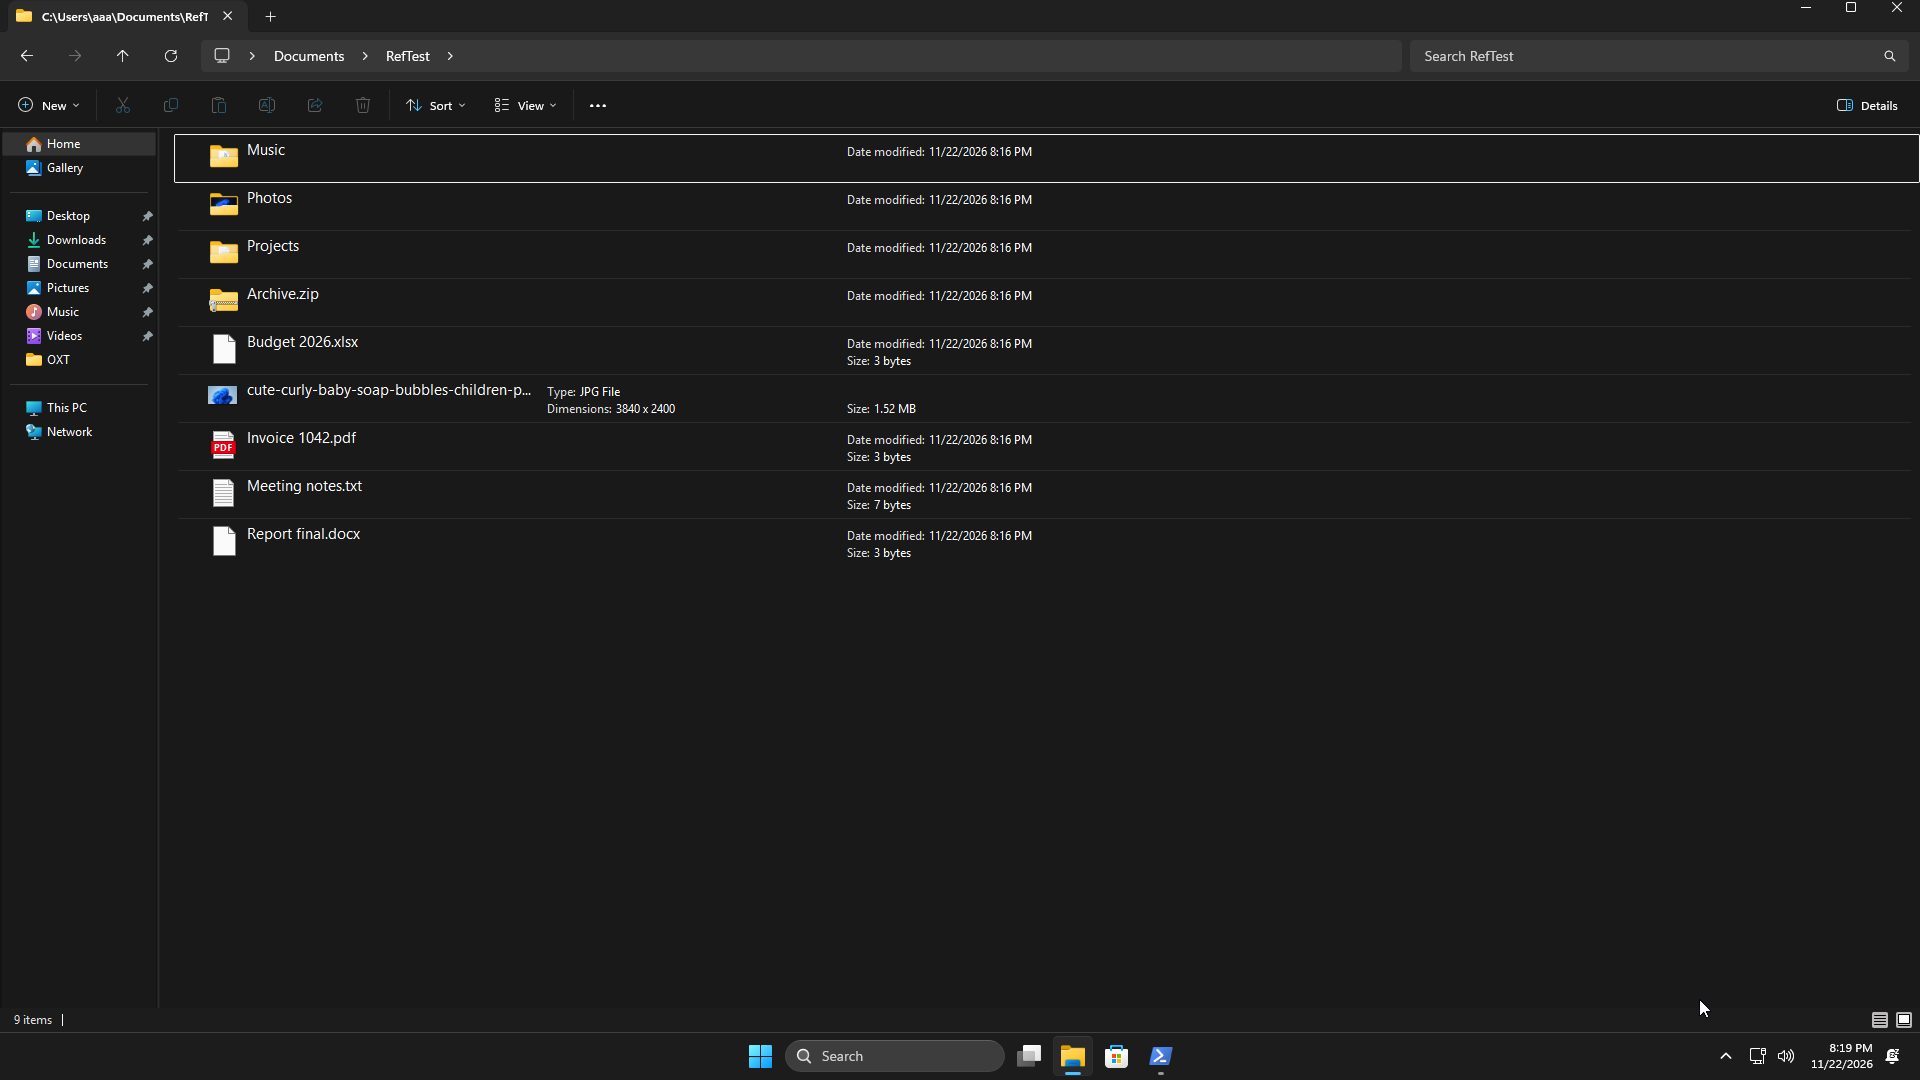 C:\Users\aaa\Documents\RefT
Documents
RefTest
Search RefTest
New
Sort
View
Details
Home
Gallery
Desktop
Downloads
Documents
Pictures
Music
Videos
OXT
This PC
Network
Music
Date modified: 11/22/2026 8:16 PM
Photos
Date modified: 11/22/2026 8:16 PM
Projects
Date modified: 11/22/2026 8:16 PM
Archive.zip
Date modified: 11/22/2026 8:16 PM
Budget 2026.xlsx
Date modified: 11/22/2026 8:16 PM
Size: 3 bytes
cute-curly-baby-soap-bubbles-children-p...
Type: JPG File
Dimensions: 3840 x 2400
Size: 1.52 MB
PDF
Invoice 1042.pdf
Date modified: 11/22/2026 8:16 PM
Size: 3 bytes
Meeting notes.txt
Date modified: 11/22/2026 8:16 PM
Size: 7 bytes
Report final.docx
Date modified: 11/22/2026 8:16 PM
Size: 3 bytes
9 items
Search
8:19 PM
11/22/2026